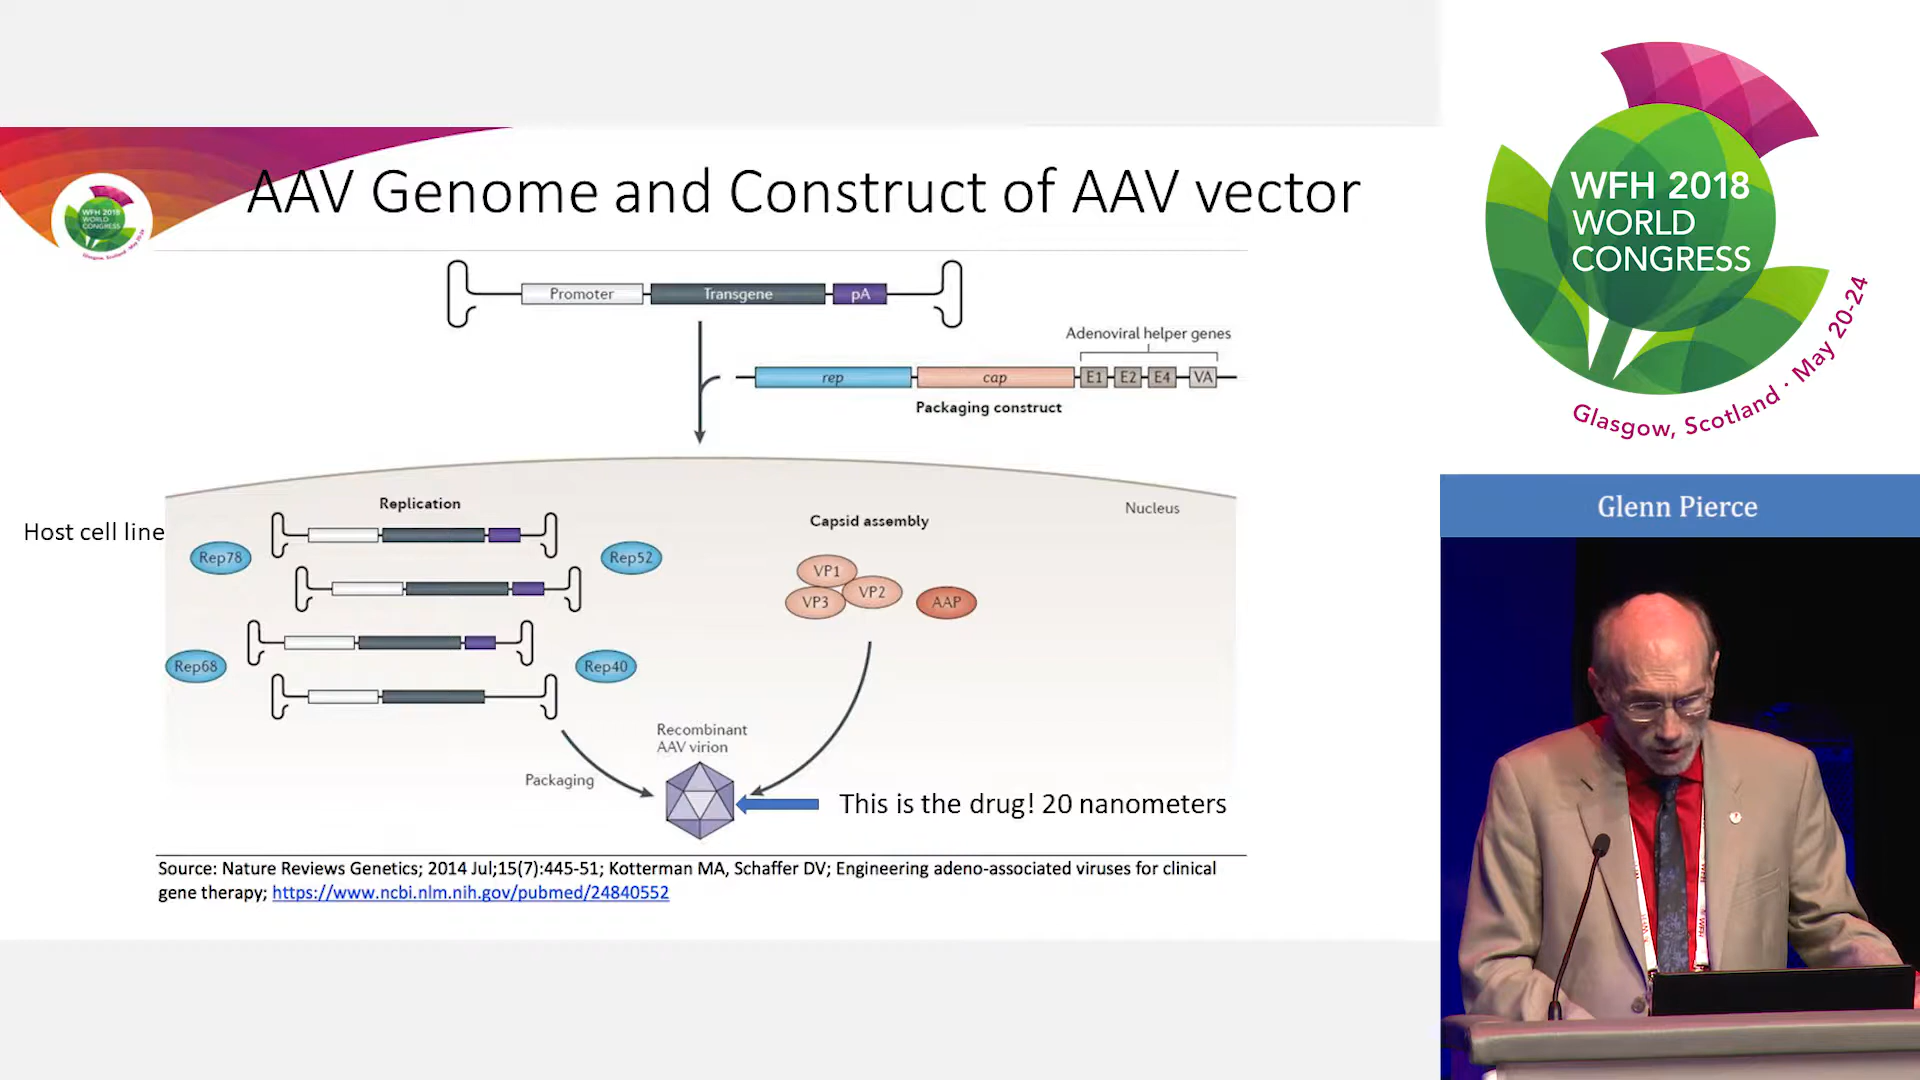 AAV Genome and Construct of AAV vector
WFH 2018
WORLD
CONGRESS
Promoter
Transgene
pA
Adenoviral helper genes
rep
cap
E1
E2
E4
VA
Packaging construct
Host cell line
Replication
Nucleus
Capsid assembly
Rep78
Rep52
Rep68
Rep40
VP1
VP2
VP3
AAP
Recombinant
AAV virion
Packaging
This is the drug! 20 nanometers
Source: Nature Reviews Genetics; 2014 Jul;15(7):445-51; Kotterman MA, Schaffer DV; Engineering adeno-associated viruses for clinical
gene therapy; https://www.ncbi.nlm.nih.gov/pubmed/24840552
WFH 2018
WORLD
CONGRESS
Glasgow, Scotland · May 20-24
Glenn Pierce